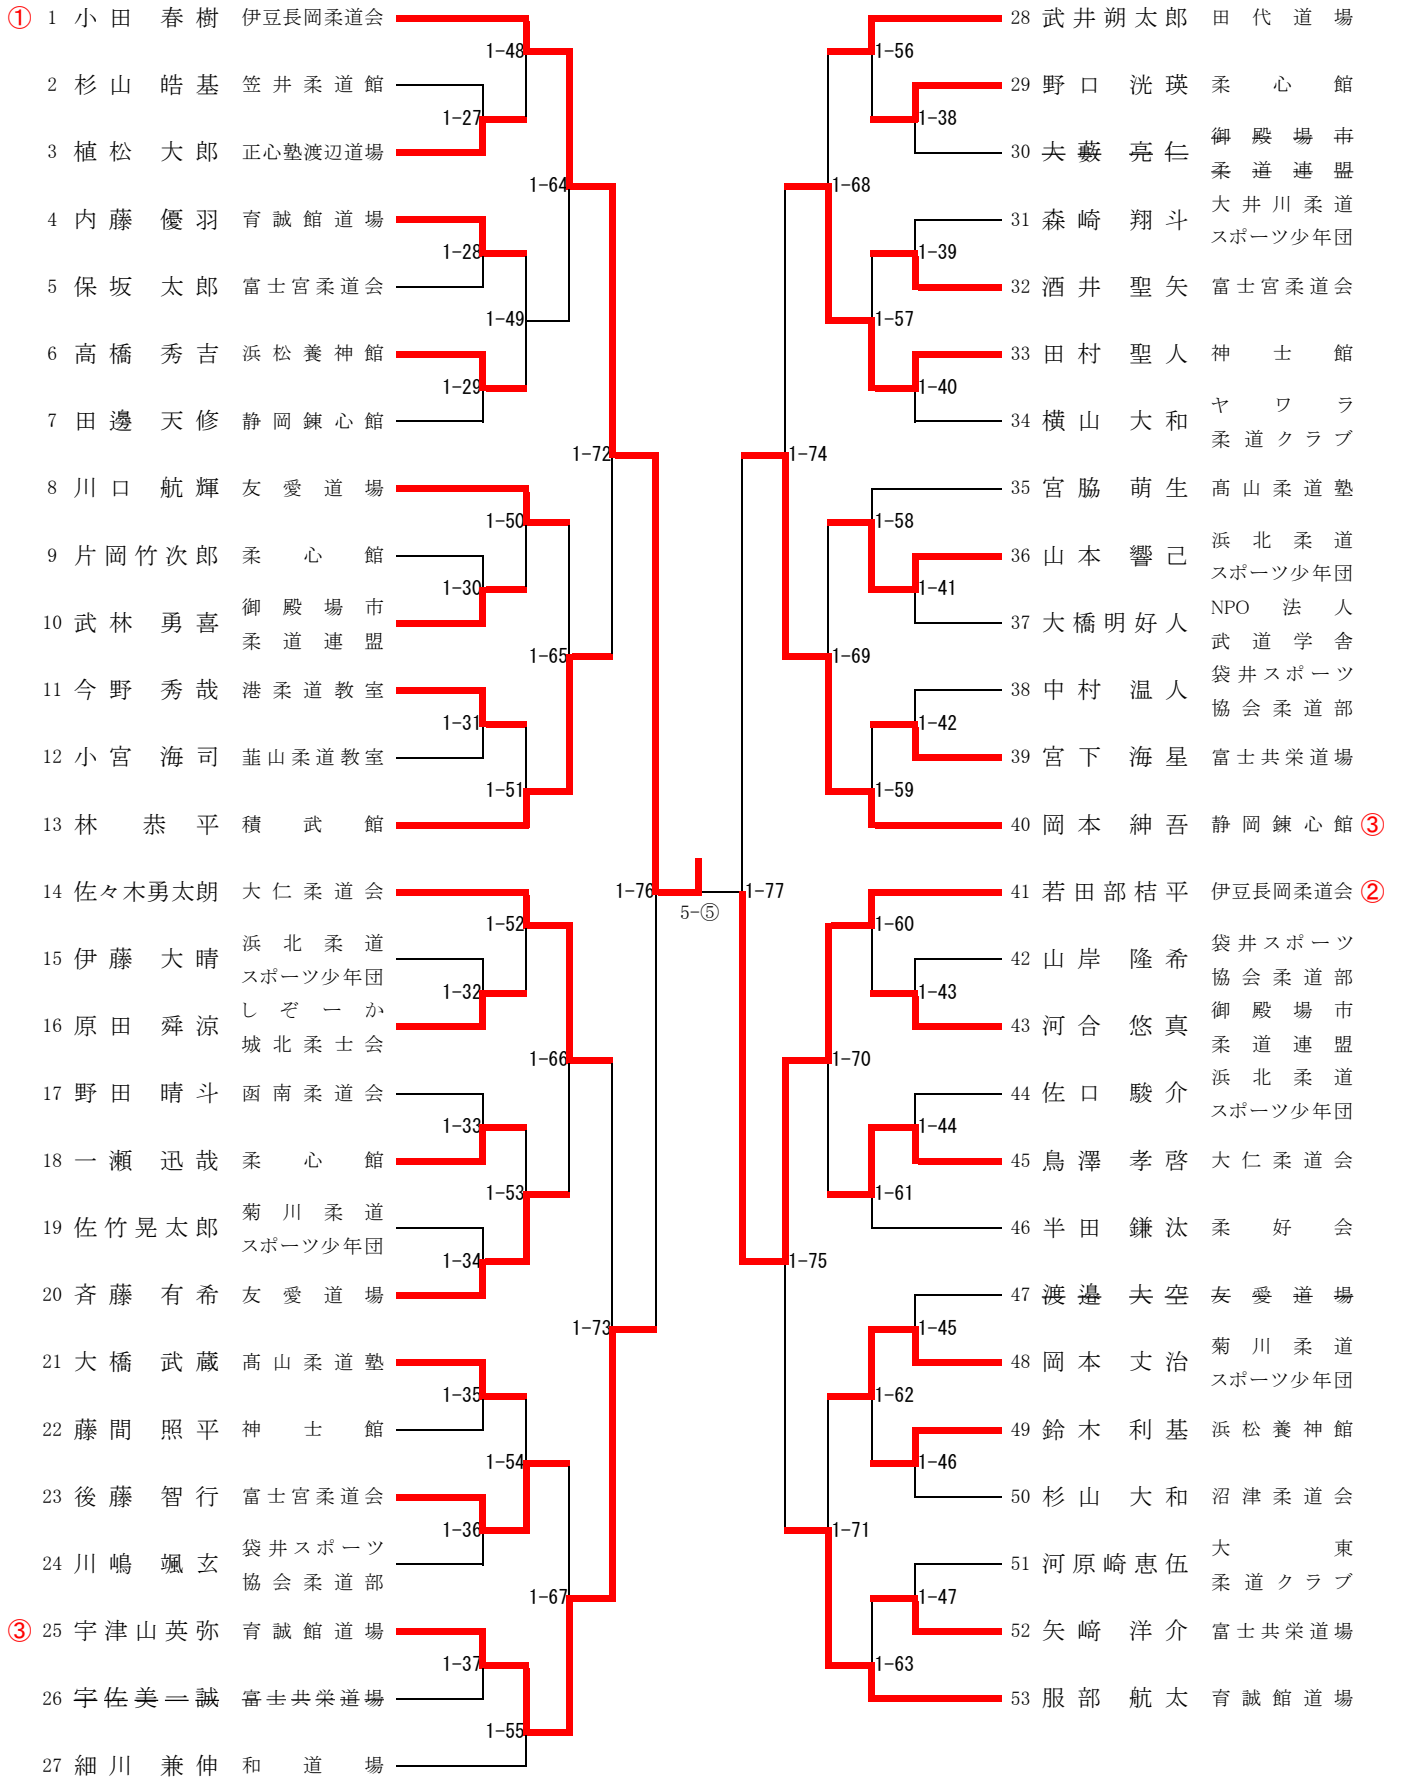 ① 1 小田 春樹 伊豆長岡柔道会
1-48
2 杉山 皓基 笠井柔道館
1-27
3 植松 大郎 正心塾渡辺道場
1-64
4 内藤 優羽 育誠館道場
1-28
5 保坂 太郎 富士宮柔道会
1-49
6 高橋 秀吉 浜松養神館
1-29
7 田邊 天修 静岡錬心館
1-72
8 川口 航輝 友愛道場
1-50
9 片岡竹次郎 柔心館
1-30
10 武林 勇喜 御殿場市
柔道連盟
1-65
11 今野 秀哉 港柔道教室
1-31
12 小宮 海司 韮山柔道教室
1-51
13 林 恭平 積武館
1-76
14 佐々木勇太朗 大仁柔道会
1-52
15 伊藤 大晴 浜北柔道
スポーツ少年団
1-32
16 原田 舜涼 しぞーか
城北柔士会
1-66
17 野田 晴斗 函南柔道会
1-33
18 一瀬 迅哉 柔心館
1-53
19 佐竹晃太郎 菊川柔道
スポーツ少年団
1-34
20 斉藤 有希 友愛道場
1-73
21 大橋 武蔵 髙山柔道塾
1-35
22 藤間 照平 神士館
1-54
23 後藤 智行 富士宮柔道会
1-36
24 川嶋 颯玄 袋井スポーツ
協会柔道部
1-67
③ 25 宇津山英弥 育誠館道場
1-37
26 宇佐美一誠 富士共栄道場
1-55
27 細川 兼伸 和道場
5-⑤
28 武井朔太郎 田代道場
1-56
29 野口 洸瑛 柔心館
1-38
30 大藪 亮仁 御殿場市
柔道連盟
1-68
31 森崎 翔斗 大井川柔道
スポーツ少年団
1-39
32 酒井 聖矢 富士宮柔道会
1-57
33 田村 聖人 神士館
1-40
34 横山 大和 ヤワラ
柔道クラブ
1-74
35 宮脇 萌生 髙山柔道塾
1-58
36 山本 響己 浜北柔道
スポーツ少年団
1-41
37 大橋明好人 NPO法人
武道学舎
1-69
38 中村 温人 袋井スポーツ
協会柔道部
1-42
39 宮下 海星 富士共栄道場
1-59
40 岡本 紳吾 静岡錬心館 ③
1-77
41 若田部桔平 伊豆長岡柔道会 ②
1-60
42 山岸 隆希 袋井スポーツ
協会柔道部
1-43
43 河合 悠真 御殿場市
柔道連盟
1-70
44 佐口 駿介 浜北柔道
スポーツ少年団
1-44
45 鳥澤 孝啓 大仁柔道会
1-61
46 半田 鎌汰 柔好会
1-75
47 渡邉 大空 友愛道場
1-45
48 岡本 丈治 菊川柔道
スポーツ少年団
1-62
49 鈴木 利基 浜松養神館
1-46
50 杉山 大和 沼津柔道会
1-71
51 河原崎恵伍 大東
柔道クラブ
1-47
52 矢﨑 洋介 富士共栄道場
1-63
53 服部 航太 育誠館道場